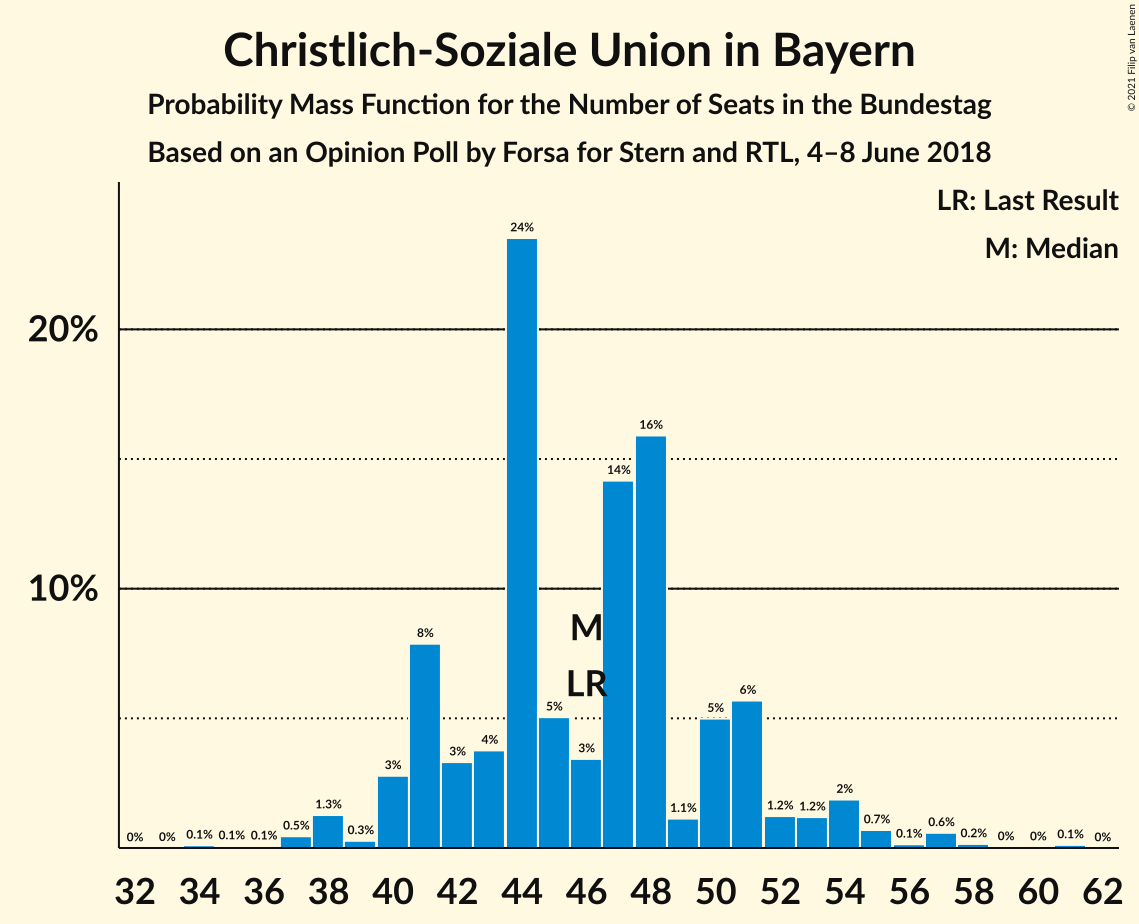 Christlich-Soziale Union in Bayern
Probability Mass Function for the Number of Seats in the Bundestag
Based on an Opinion Poll by Forsa for Stern and RTL, 4–8 June 2018
© 2021 Filip van Laenen
LR: Last Result
M: Median
20%
10%
0% 0% 0.1% 0.1% 0.1% 0.5% 1.3% 0.3% 3% 8% 3% 4% 24% 5% 3% 14% 16% 1.1% 5% 6% 1.2% 1.2% 2% 0.7% 0.1% 0.6% 0.2% 0% 0% 0.1% 0%
M
LR
32 34 36 38 40 42 44 46 48 50 52 54 56 58 60 62